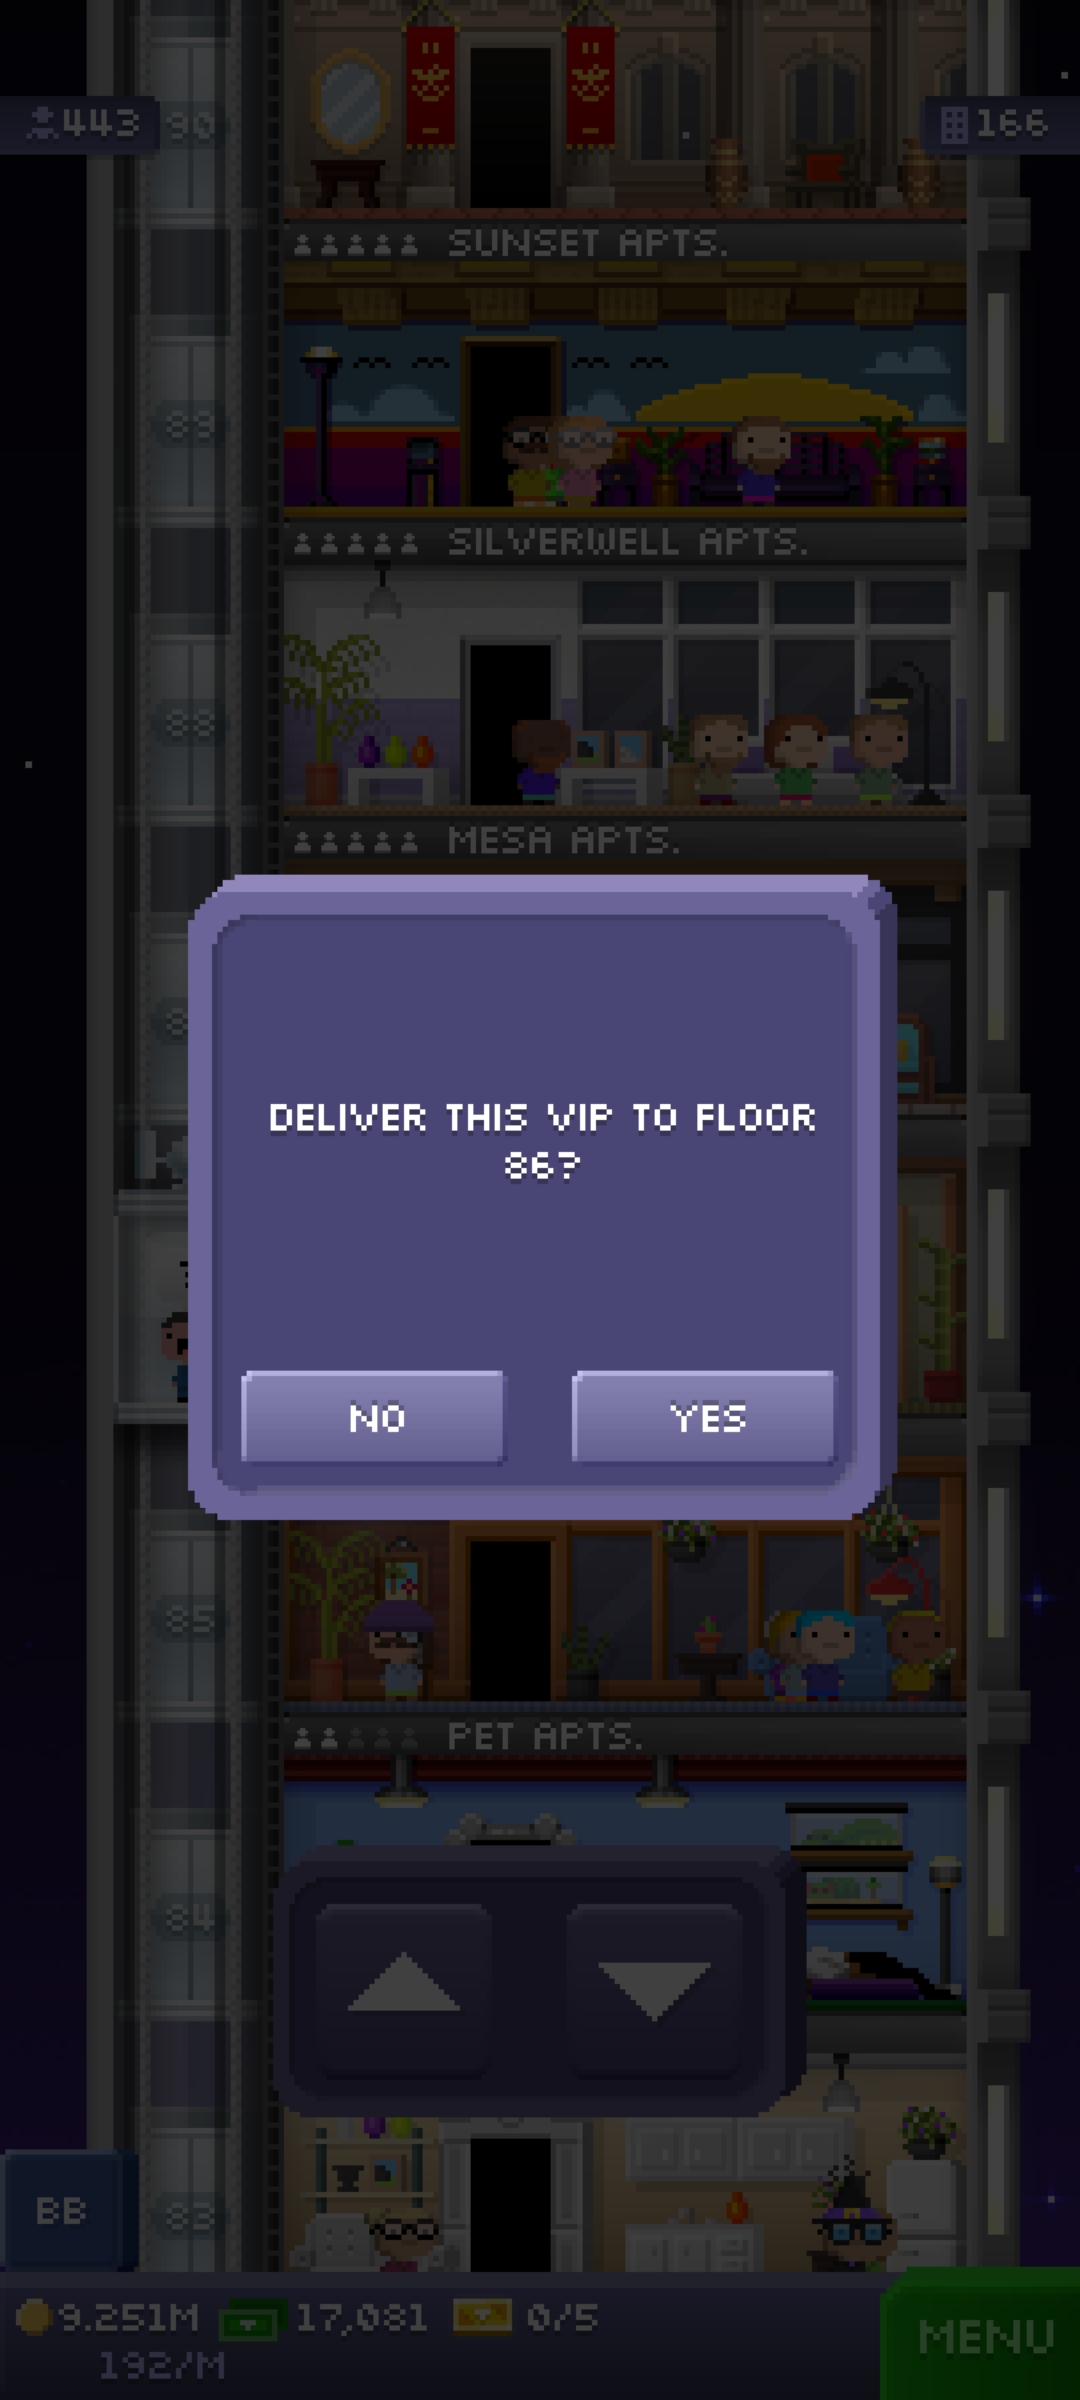 443
90
166
SUNSET APTS.
89
SILVERWELL APTS.
88
MESA APTS.
DELIVER THIS VIP TO FLOOR
86?
NO
YES
85
PET APTS.
84
83
BB
9.251M
17,081
0/5
192/M
MENU